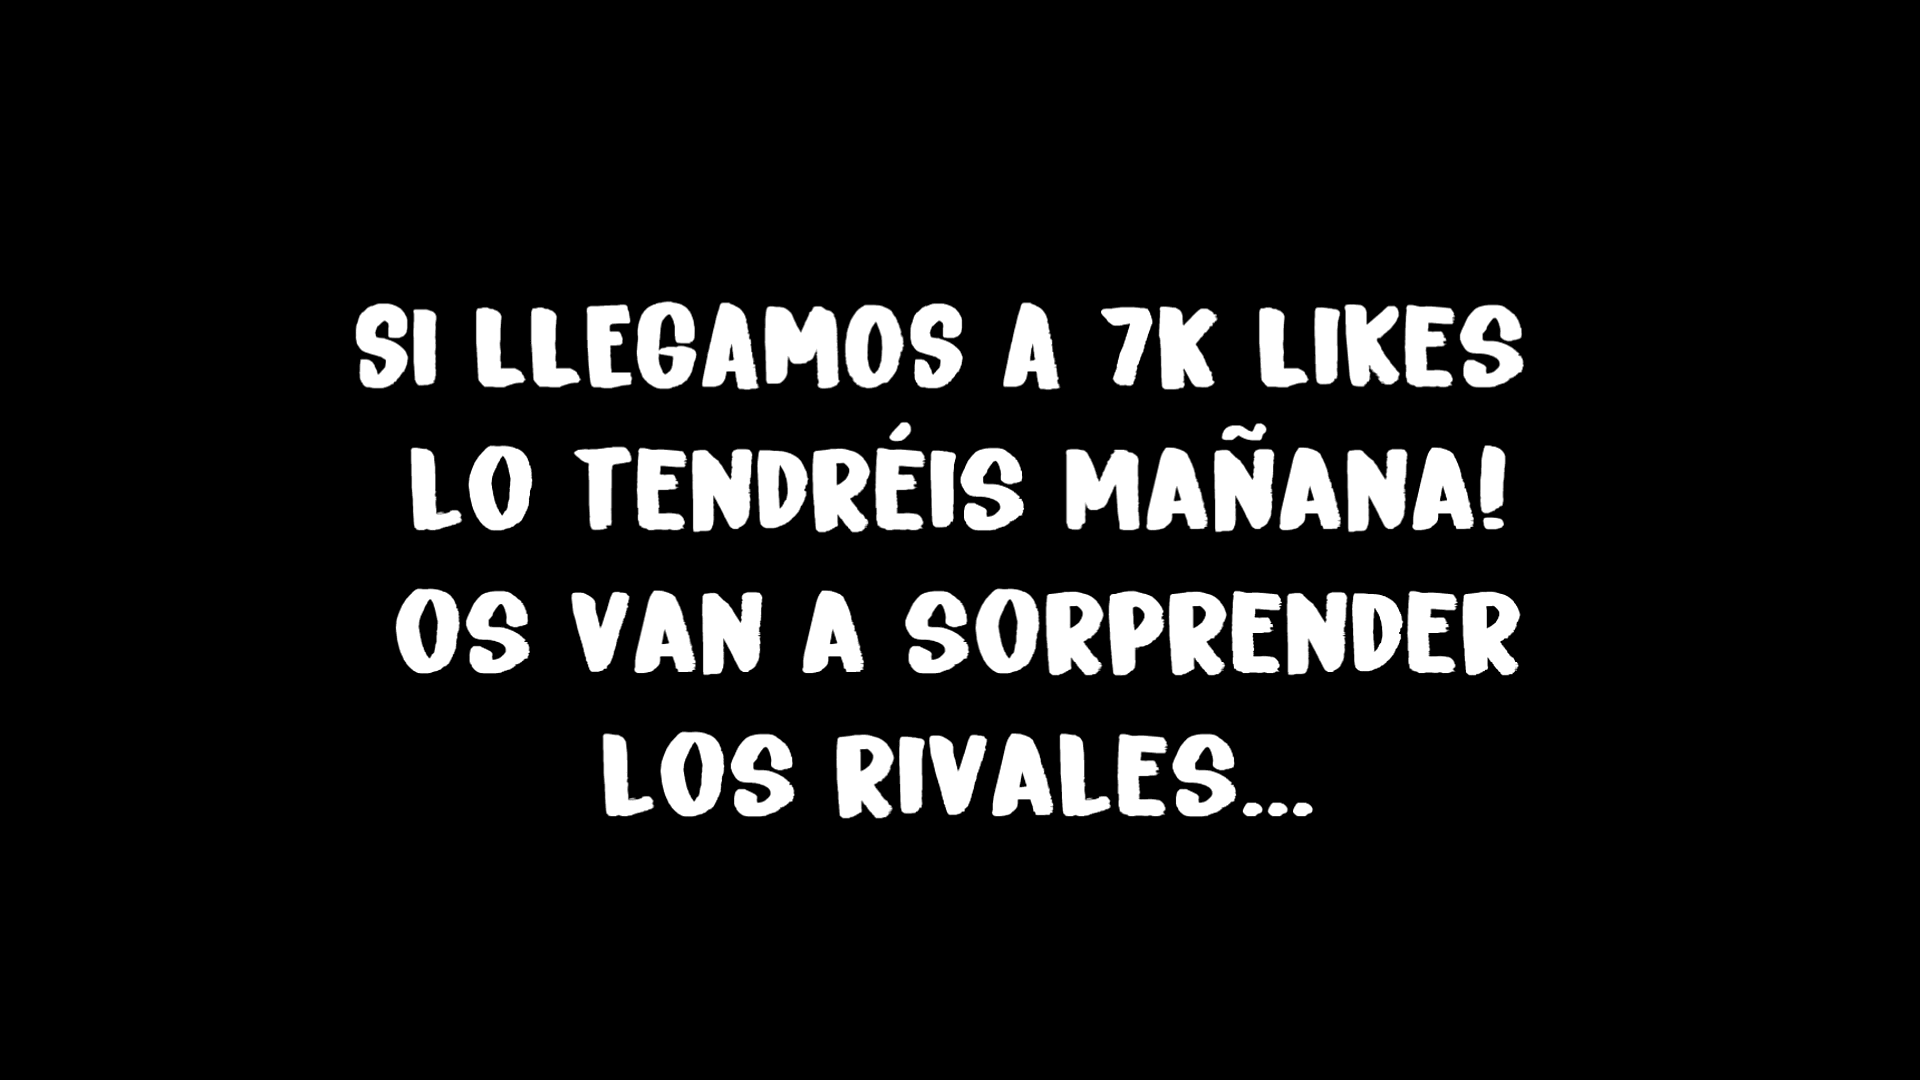 SI LLEGAMOS A 7K LIKES
LO TENDRÉIS MAÑANA!
OS VAN A SORPRENDER
LOS RIVALES...